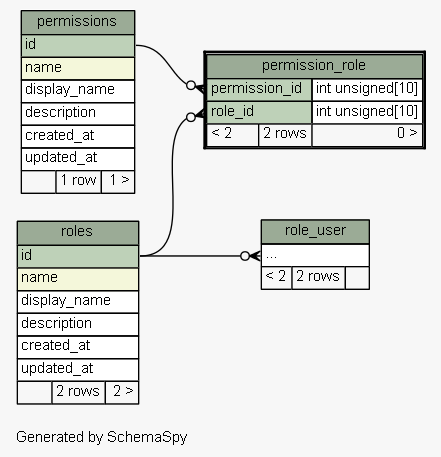 permissions
id
name
display_name
description
created_at
updated_at
1 row 1 >
permission_role
permission_id int unsigned[10]
role_id int unsigned[10]
< 2 2 rows 0 >
roles
id
name
display_name
description
created_at
updated_at
2 rows 2 >
role_user
...
< 2 2 rows
Generated by SchemaSpy